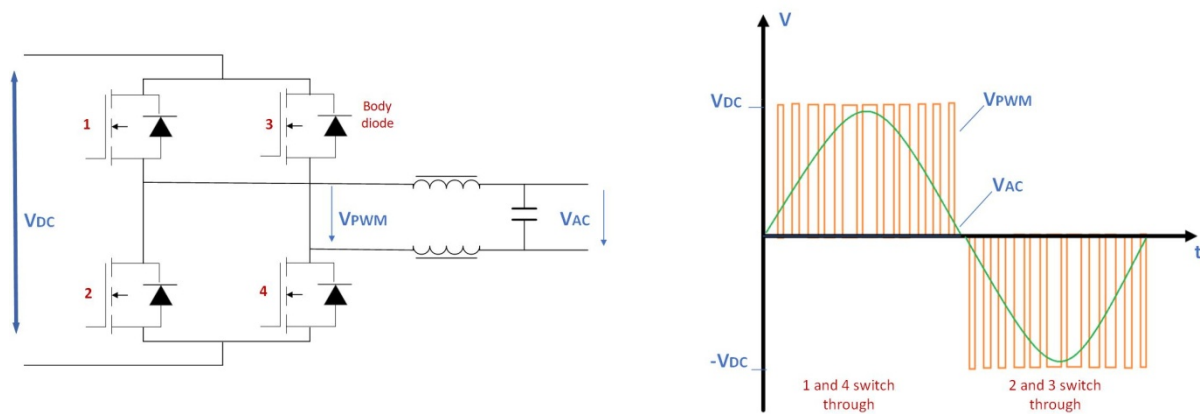 1
3
Body
diode
VDC
VPWM
VAC
2
4
V
VDC
VPWM
VAC
t
-VDC
1 and 4 switch
through
2 and 3 switch
through